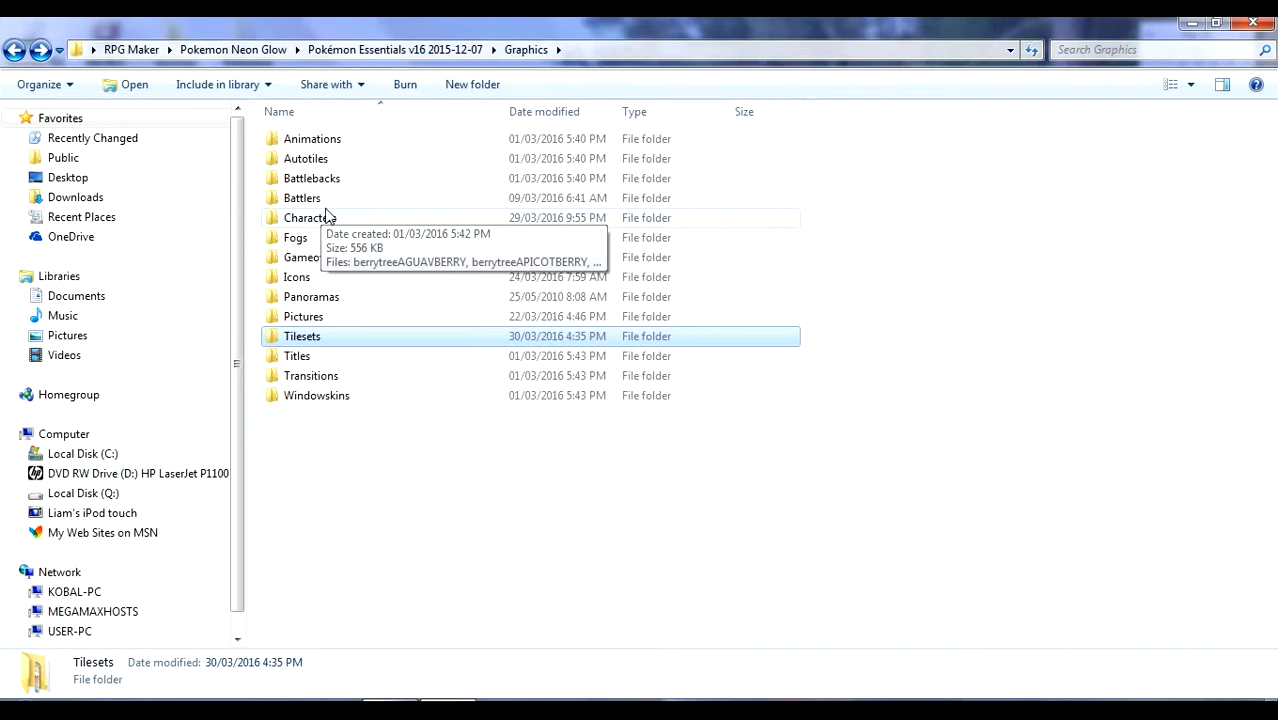 RPG Maker Pokemon Neon Glow Pokémon Essentials v16 2015-12-07 Graphics Search Graphics
Organize Open Include in library Share with Burn New folder
Name Date modified Type Size
Favorites
Recently Changed
Public
Desktop
Downloads
Recent Places
OneDrive
Libraries
Documents
Music
Pictures
Videos
Homegroup
Computer
Local Disk (C:)
DVD RW Drive (D:) HP LaserJet P1100
Local Disk (Q:)
Liam's iPod touch
My Web Sites on MSN
Network
KOBAL-PC
MEGAMAXHOSTS
USER-PC
Animations 01/03/2016 5:40 PM File folder
Autotiles 01/03/2016 5:40 PM File folder
Battlebacks 01/03/2016 5:40 PM File folder
Battlers 09/03/2016 6:41 AM File folder
Characters 29/03/2016 9:55 PM File folder
Fogs File folder
File folder
Icons 24/03/2016 7:59 AM File folder
Panoramas 25/05/2010 8:08 AM File folder
Pictures 22/03/2016 4:46 PM File folder
Tilesets 30/03/2016 4:35 PM File folder
Titles 01/03/2016 5:43 PM File folder
Transitions 01/03/2016 5:43 PM File folder
Windowskins 01/03/2016 5:43 PM File folder
Date created: 01/03/2016 5:42 PM
Size: 556 KB
Files: berrytreeAGUAVBERRY, berrytreeAPICOTBERRY, ...
Tilesets Date modified: 30/03/2016 4:35 PM
File folder